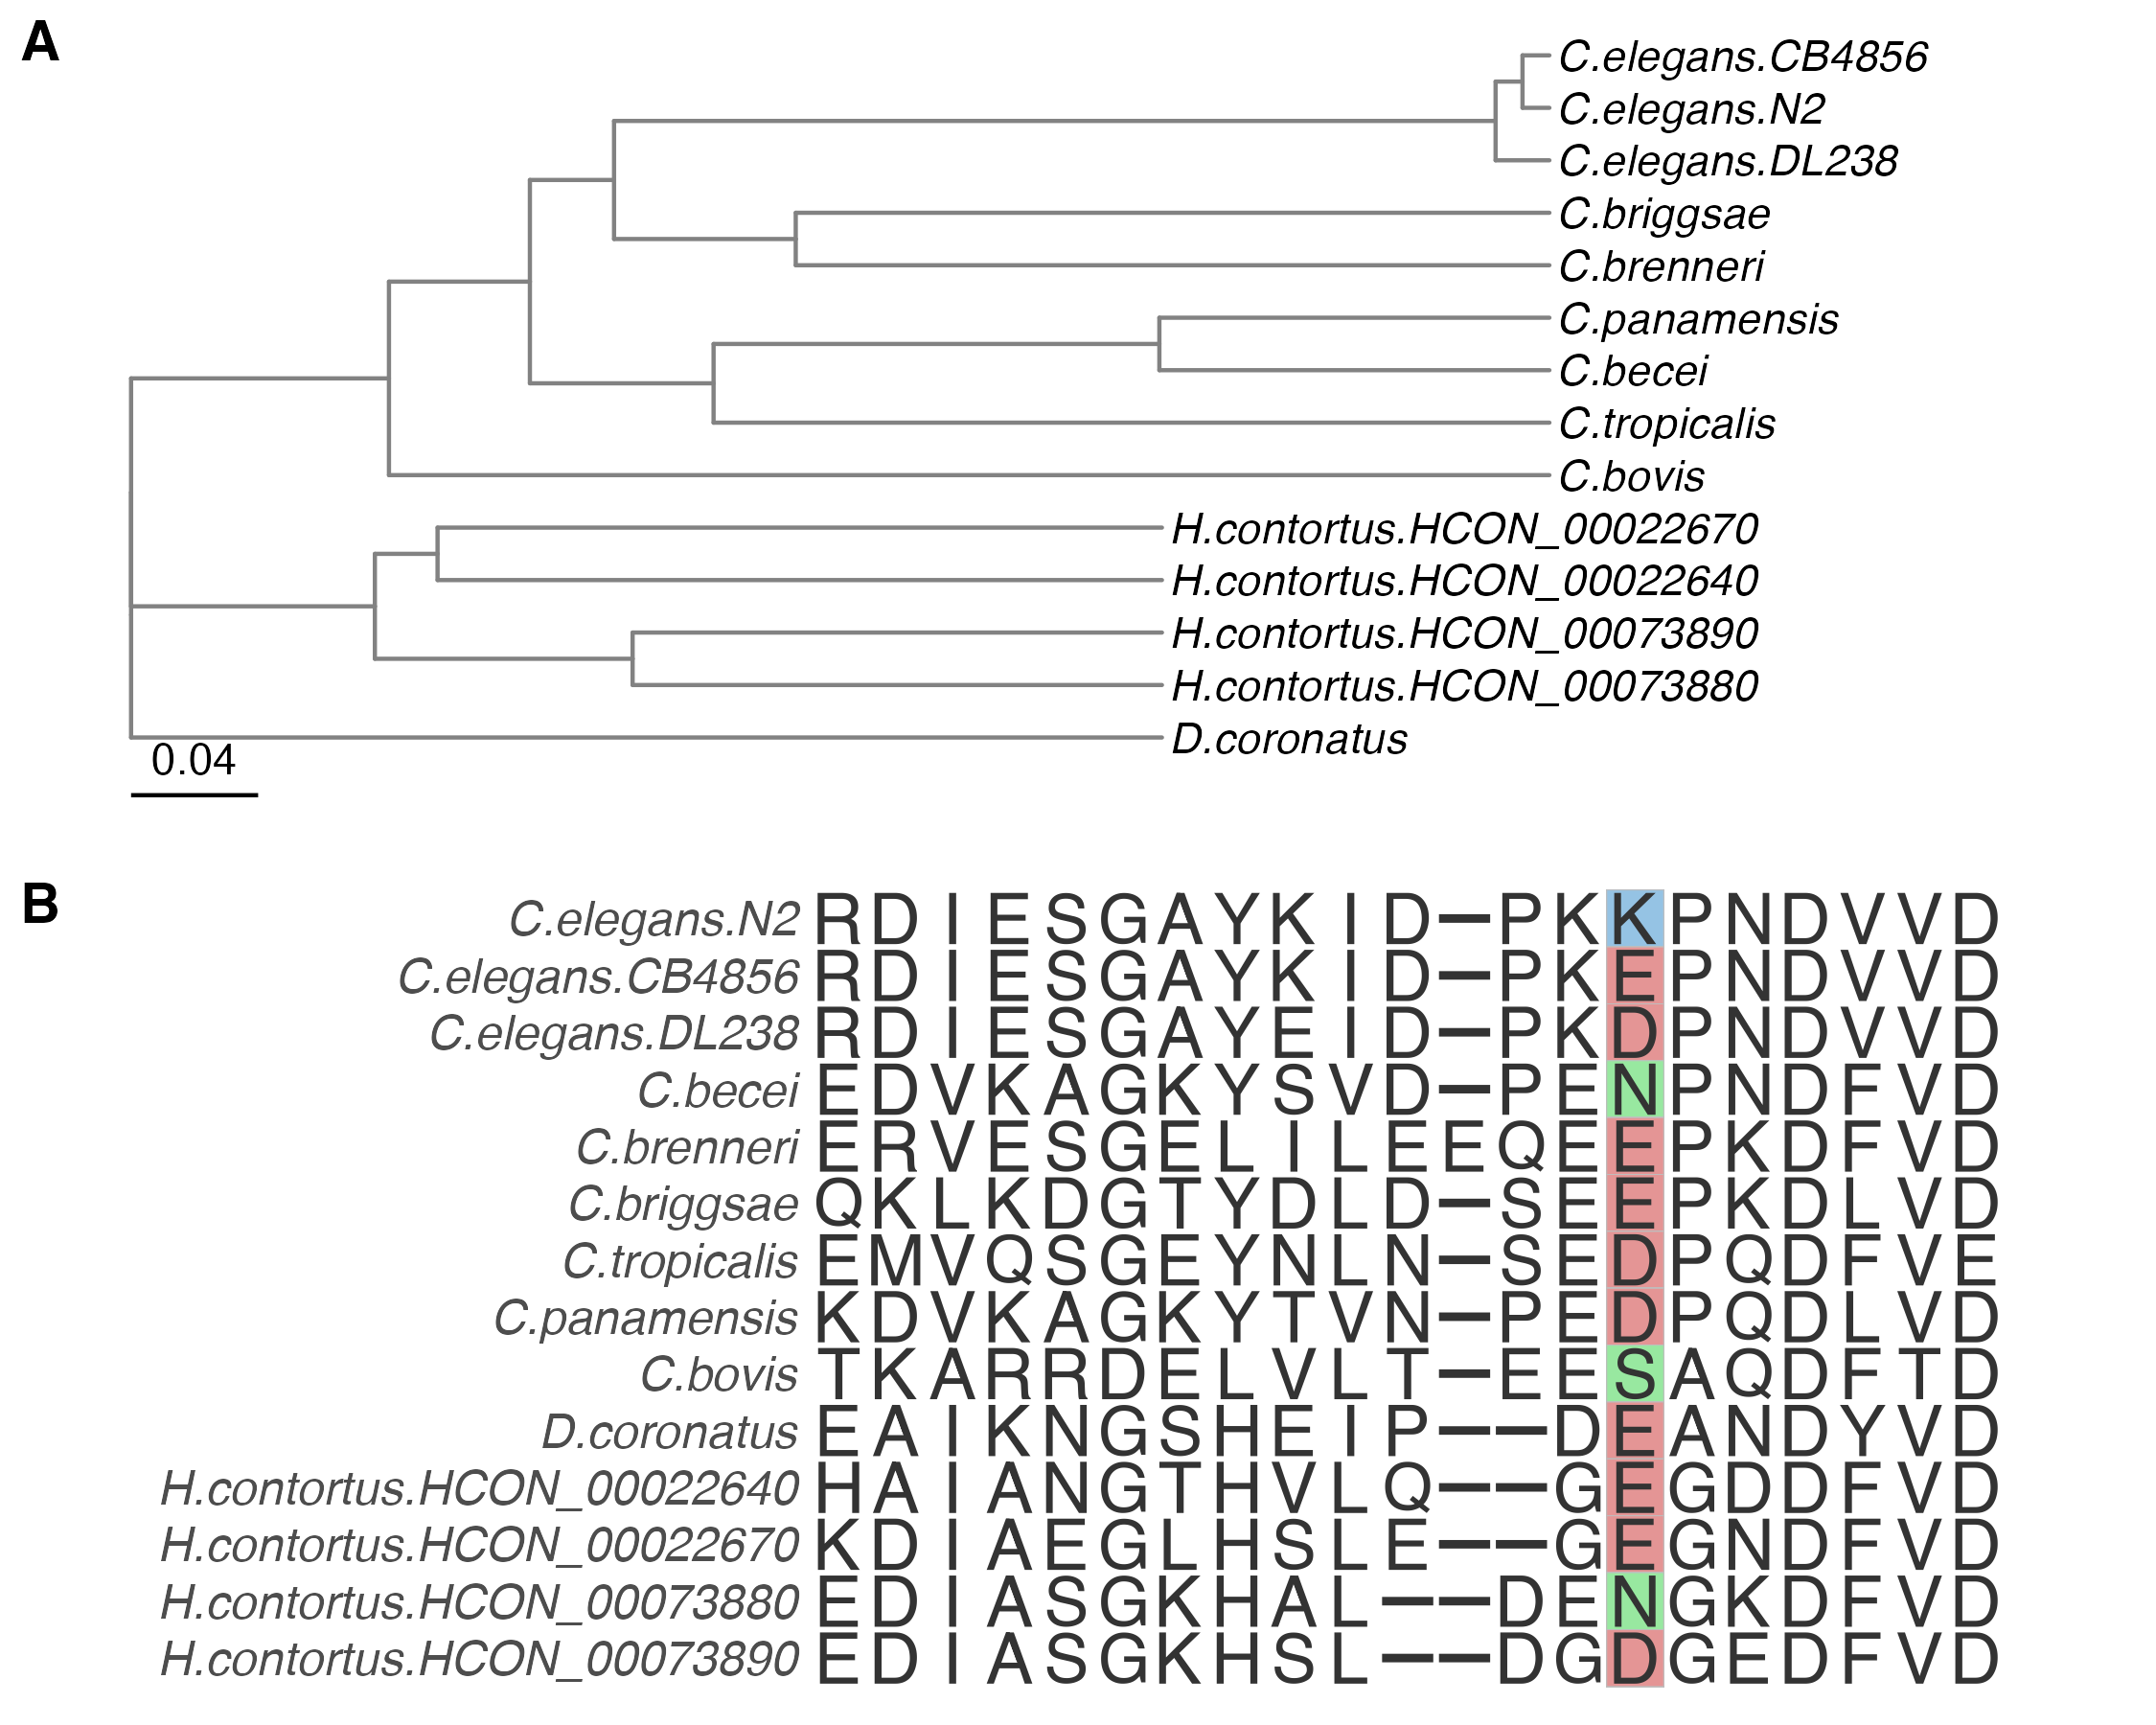 A
C.elegans.CB4856
C.elegans.N2
C.elegans.DL238
C.briggsae
C.brenneri
C.panamensis
C.becei
C.tropicalis
C.bovis
H.contortus.HCON_00022670
H.contortus.HCON_00022640
H.contortus.HCON_00073890
H.contortus.HCON_00073880
D.coronatus
0.04
B
C.elegans.N2 RDIESGAYKID-PKKPNDVVD
C.elegans.CB4856 RDIESGAYKID-PKEPNDVVD
C.elegans.DL238 RDIESGAYEID-PKDPNDVVD
C.becei EDVKAGKYSVD-PENPNDFVD
C.brenneri ERVESGELILEEQEEPKDFVD
C.briggsae QKLKDGTYDLD-SEEPKDLVD
C.tropicalis EMVQSGEYNLN-SEDPQDFVE
C.panamensis KDVKAGKYTVN-PEDPQDLVD
C.bovis TKARRDELVLT-EESAQDFTD
D.coronatus EAIKNGSHEIP--DEANDYVD
H.contortus.HCON_00022640 HAIANGTHVLQ--GEGDDFVD
H.contortus.HCON_00022670 KDIAEGLHSLE--GEGNDFVD
H.contortus.HCON_00073880 EDIASGKHAL--DENGKDFVD
H.contortus.HCON_00073890 EDIASGKHSL--DGDGEDFVD